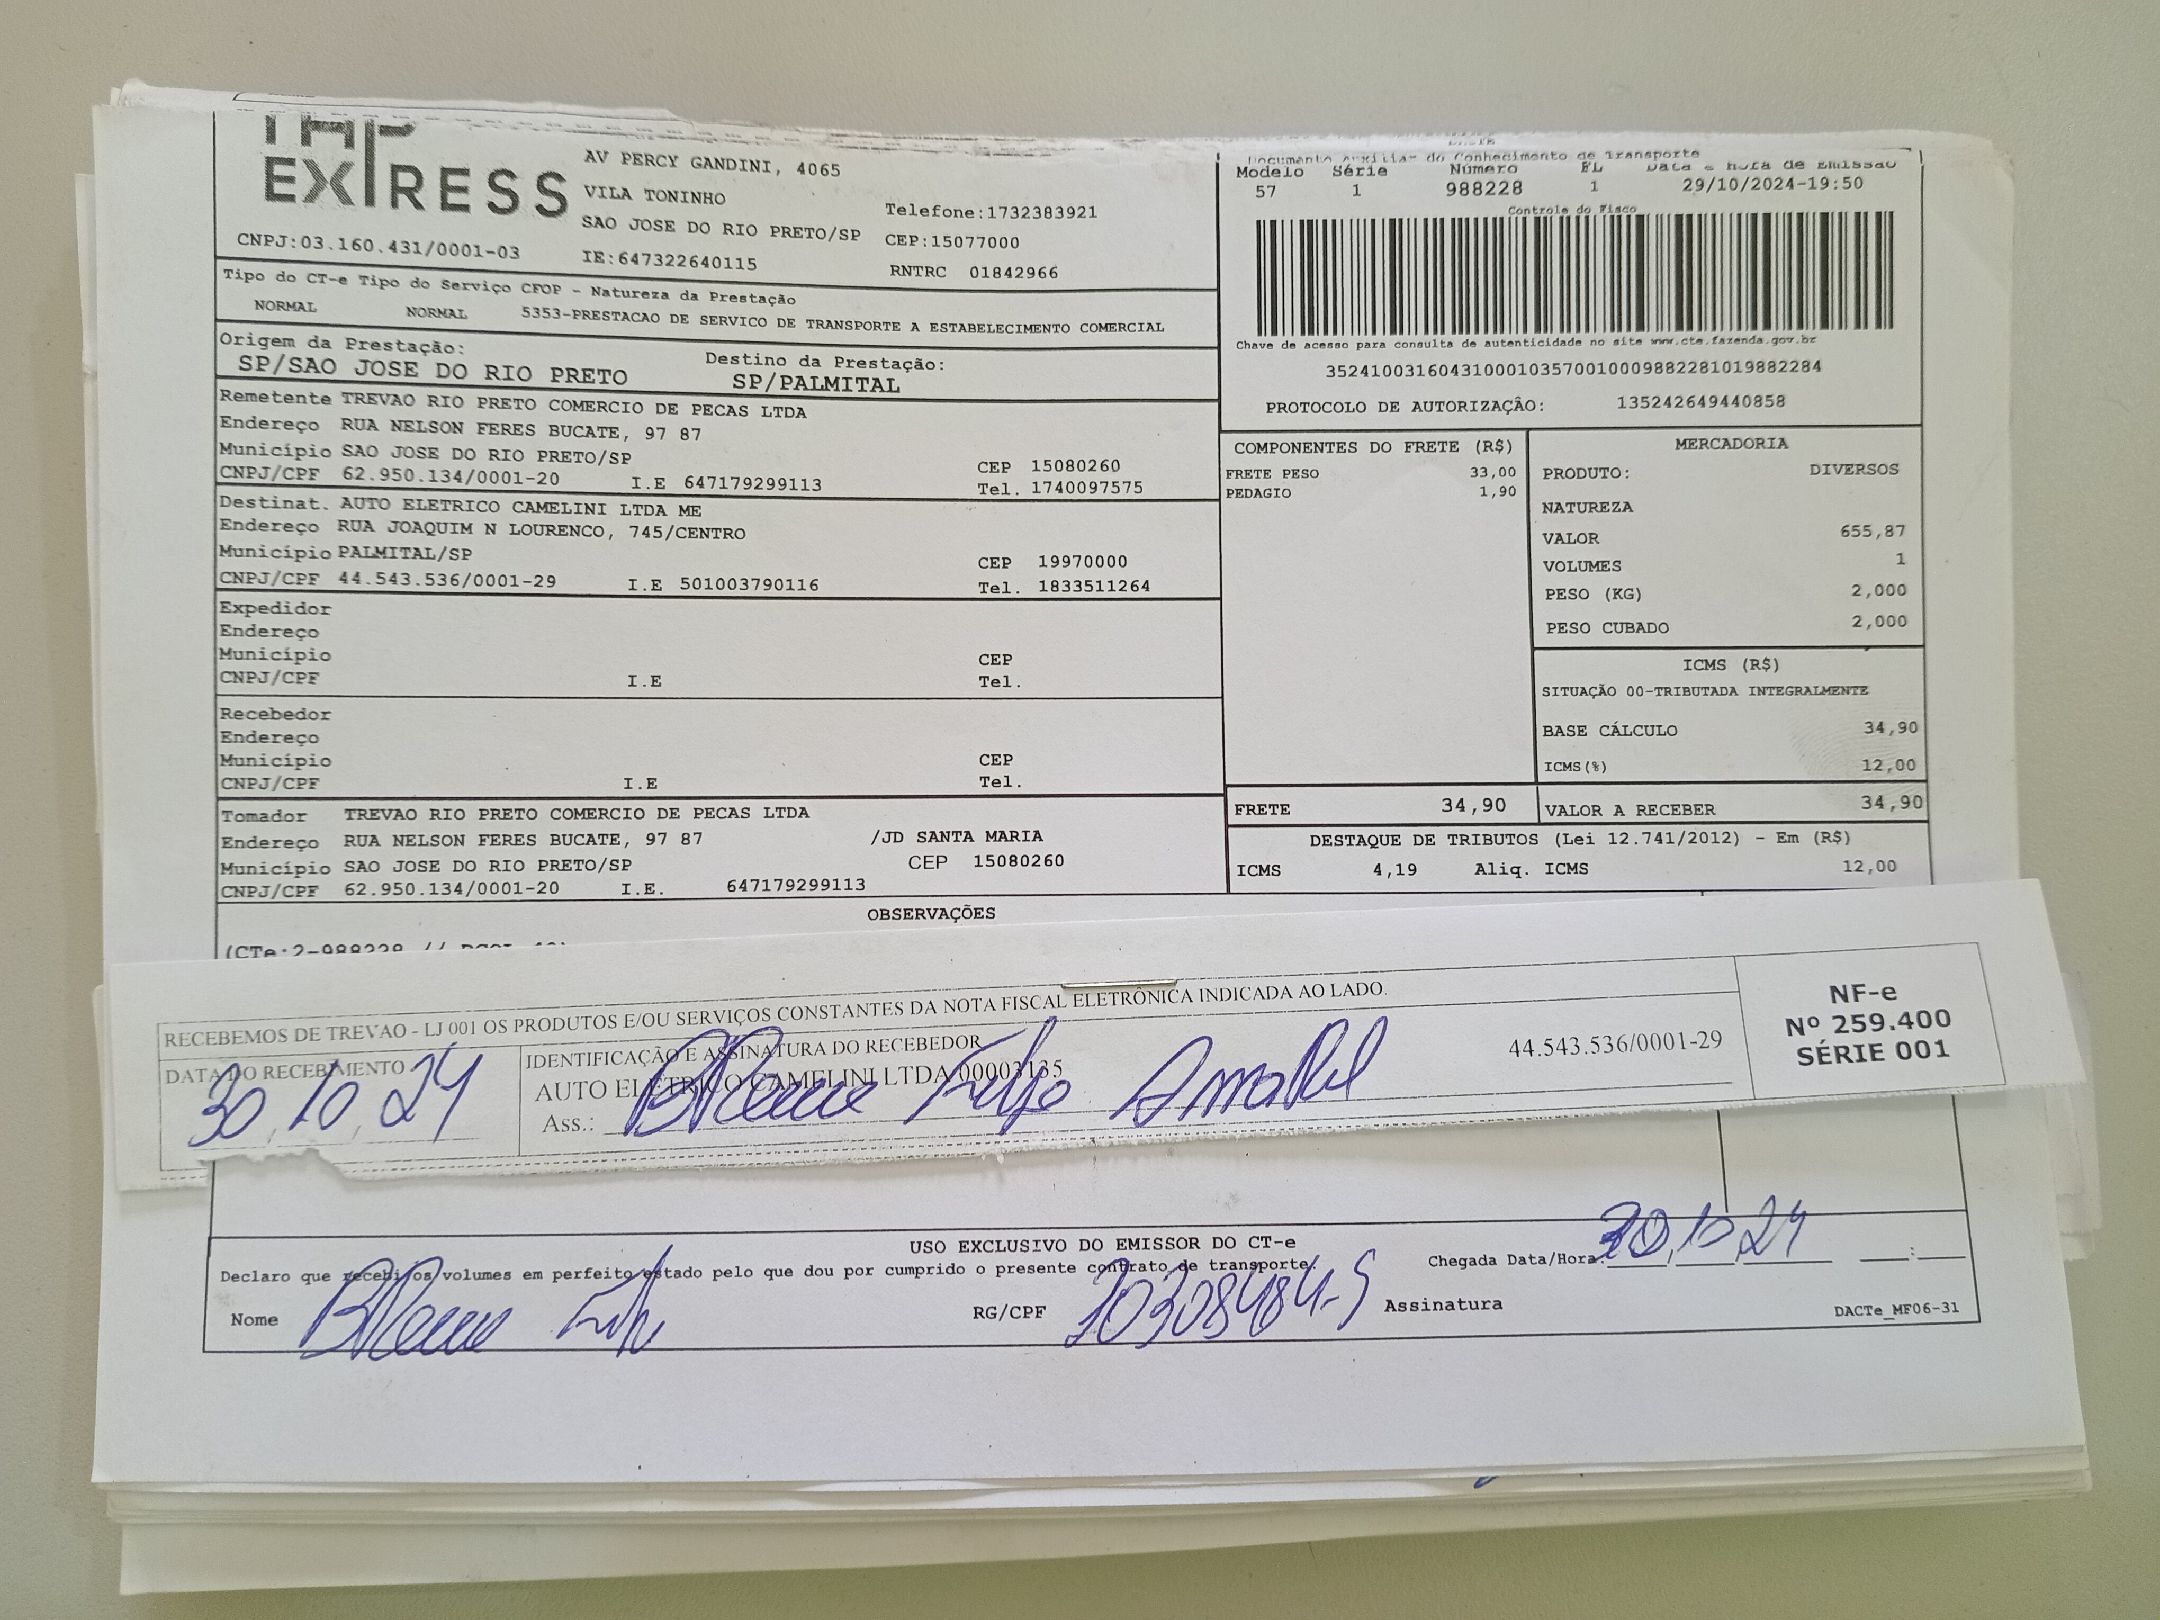 EXPRESS
AV PERCY GANDINI, 4065
VILA TONINHO
SAO JOSE DO RIO PRETO/SP
Telefone:1732383921
CEP:15077000
CNPJ:03.160.431/0001-03
IE:647322640115
RNTRC 01842966
Tipo do CT-e Tipo do Serviço CFOP - Natureza da Prestação
NORMAL NORMAL 5353-PRESTACAO DE SERVICO DE TRANSPORTE A ESTABELECIMENTO COMERCIAL
Origem da Prestação:
SP/SAO JOSE DO RIO PRETO
Destino da Prestação:
SP/PALMITAL
Remetente TREVAO RIO PRETO COMERCIO DE PECAS LTDA
Endereço RUA NELSON FERES BUCATE, 97 87
Município SAO JOSE DO RIO PRETO/SP CEP 15080260
CNPJ/CPF 62.950.134/0001-20 I.E 647179299113 Tel. 1740097575
Destinat. AUTO ELETRICO CAMELINI LTDA ME
Endereço RUA JOAQUIM N LOURENCO, 745/CENTRO
Município PALMITAL/SP CEP 19970000
CNPJ/CPF 44.543.536/0001-29 I.E 501003790116 Tel. 1833511264
Expedidor
Endereço
Município CEP
CNPJ/CPF I.E Tel.
Recebedor
Endereço
Município CEP
CNPJ/CPF I.E Tel.
Tomador TREVAO RIO PRETO COMERCIO DE PECAS LTDA
Endereço RUA NELSON FERES BUCATE, 97 87 /JD SANTA MARIA
Município SAO JOSE DO RIO PRETO/SP CEP 15080260
CNPJ/CPF 62.950.134/0001-20 I.E. 647179299113
Documento Auxiliar do Conhecimento de Transporte
Modelo Série Número FL Data e hora de Emissão
57 1 988228 1 29/10/2024-19:50
Controle do Fisco
Chave de acesso para consulta de autenticidade no site www.cte.fazenda.gov.br
35241003160431000103570010009882281019882284
PROTOCOLO DE AUTORIZAÇÃO: 135242649440858
COMPONENTES DO FRETE (R$)
FRETE PESO 33,00
PEDAGIO 1,90
MERCADORIA
PRODUTO: DIVERSOS
NATUREZA
VALOR 655,87
VOLUMES 1
PESO (KG) 2,000
PESO CUBADO 2,000
ICMS (R$)
SITUAÇÃO 00-TRIBUTADA INTEGRALMENTE
BASE CÁLCULO 34,90
ICMS(%) 12,00
FRETE 34,90 VALOR A RECEBER 34,90
DESTAQUE DE TRIBUTOS (Lei 12.741/2012) - Em (R$)
ICMS 4,19 Aliq. ICMS 12,00
OBSERVAÇÕES
(CTe:2-988228 //
RECEBEMOS DE TREVAO - LJ 001 OS PRODUTOS E/OU SERVIÇOS CONSTANTES DA NOTA FISCAL ELETRÔNICA INDICADA AO LADO.
DATA DO RECEBIMENTO
30 10 24
IDENTIFICAÇÃO E ASSINATURA DO RECEBEDOR
AUTO ELETRICO CAMELINI LTDA 00003135
44.543.536/0001-29
Ass.:
NF-e
Nº 259.400
SÉRIE 001
USO EXCLUSIVO DO EMISSOR DO CT-e
Declaro que recebi os volumes em perfeito estado pelo que dou por cumprido o presente contrato de transporte.
Chegada Data/Hora: 30 10 24 :
Nome
RG/CPF
Assinatura
DACTe_MF06-31